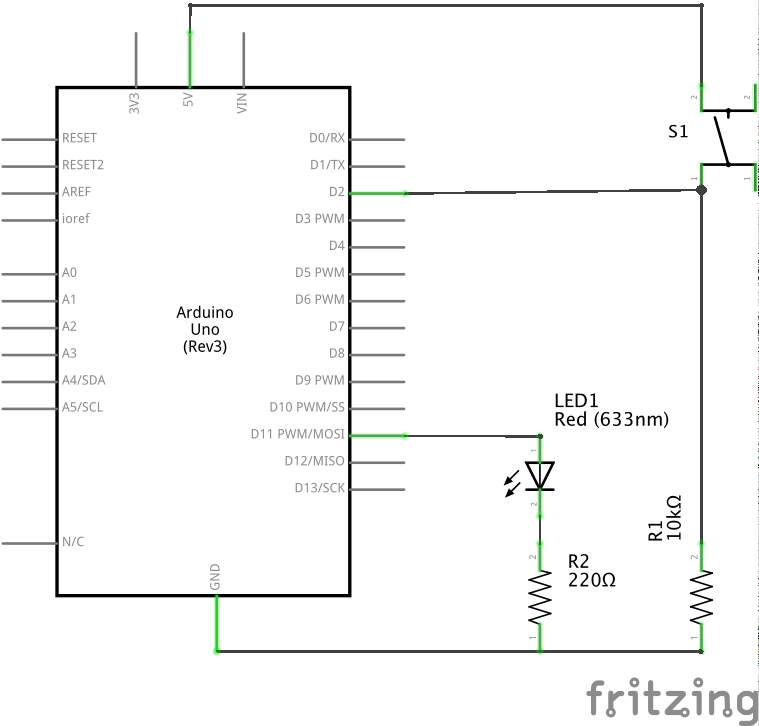 3V3
5V
VIN
2
2
S1
1
1
RESET
D0/RX
RESET2
D1/TX
AREF
D2
ioref
D3 PWM
D4
A0
D5 PWM
A1
D6 PWM
Arduino
Uno
(Rev3)
A2
D7
A3
D8
A4/SDA
D9 PWM
A5/SCL
D10 PWM/SS
D11 PWM/MOSI
D12/MISO
D13/SCK
N/C
GND
LED1
Red (633nm)
1
2
R2
220Ω
2
1
R1
10kΩ
2
1
fritzing